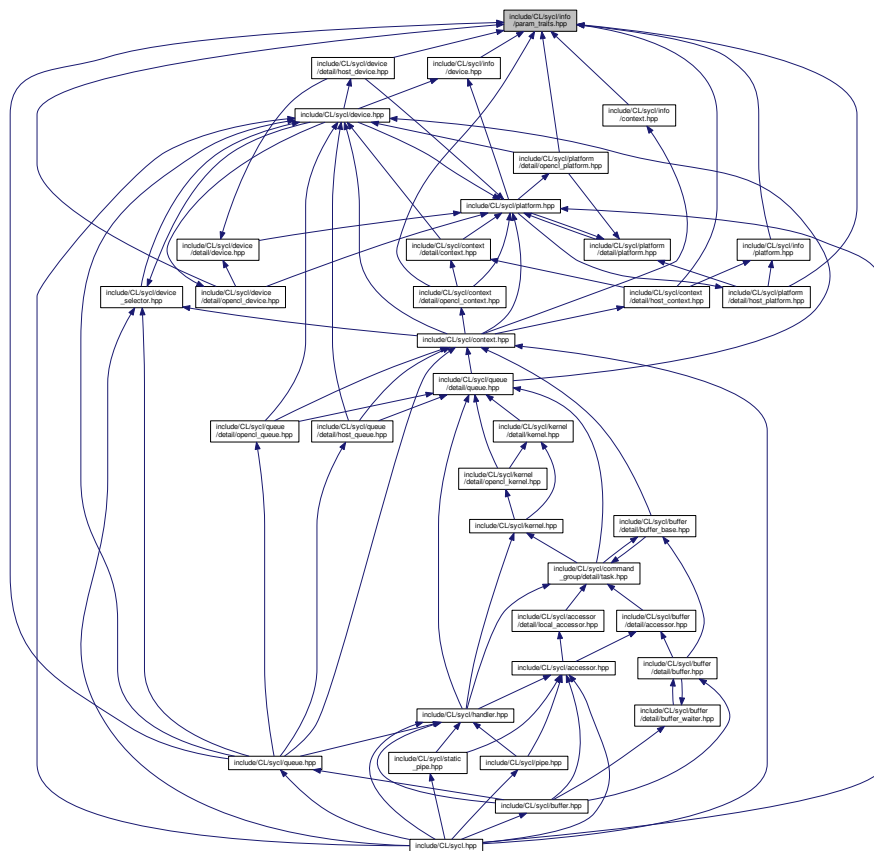 include/CL/sycl/info
/param_traits.hpp
include/CL/sycl/device
/detail/host_device.hpp
include/CL/sycl/info
/device.hpp
include/CL/sycl/device.hpp
include/CL/sycl/info
/context.hpp
include/CL/sycl/platform
/detail/opencl_platform.hpp
include/CL/sycl/platform.hpp
include/CL/sycl/device
/detail/device.hpp
include/CL/sycl/context
/detail/context.hpp
include/CL/sycl/platform
/detail/platform.hpp
include/CL/sycl/info
/platform.hpp
include/CL/sycl/device
_selector.hpp
include/CL/sycl/device
/detail/opencl_device.hpp
include/CL/sycl/context
/detail/opencl_context.hpp
include/CL/sycl/context
/detail/host_context.hpp
include/CL/sycl/platform
/detail/host_platform.hpp
include/CL/sycl/context.hpp
include/CL/sycl/queue
/detail/queue.hpp
include/CL/sycl/queue
/detail/opencl_queue.hpp
include/CL/sycl/queue
/detail/host_queue.hpp
include/CL/sycl/kernel
/detail/kernel.hpp
include/CL/sycl/kernel
/detail/opencl_kernel.hpp
include/CL/sycl/kernel.hpp
include/CL/sycl/buffer
/detail/buffer_base.hpp
include/CL/sycl/command
_group/detail/task.hpp
include/CL/sycl/accessor
/detail/local_accessor.hpp
include/CL/sycl/buffer
/detail/accessor.hpp
include/CL/sycl/accessor.hpp
include/CL/sycl/buffer
/detail/buffer.hpp
include/CL/sycl/handler.hpp
include/CL/sycl/buffer
/detail/buffer_waiter.hpp
include/CL/sycl/queue.hpp
include/CL/sycl/static
_pipe.hpp
include/CL/sycl/pipe.hpp
include/CL/sycl/buffer.hpp
include/CL/sycl.hpp